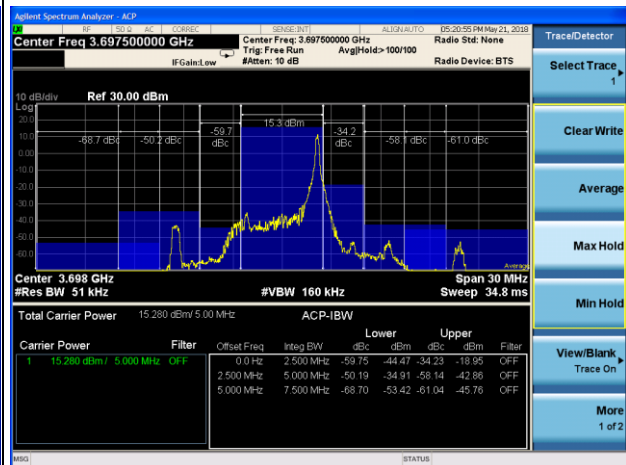 Agilent Spectrum Analyzer - ACP
RF 50 Ω AC CORREC SENSE:INT ALIGN AUTO 05:20:55 PM May 21, 2018
Center Freq 3.697500000 GHz
Center Freq: 3.697500000 GHz
Radio Std: None
Trig: Free Run Avg|Hold:>100/100
IFGain:Low #Atten: 10 dB Radio Device: BTS
10 dB/div Ref 30.00 dBm
Log
20.0
10.0
0.00
-10.0
-20.0
-30.0
-40.0
-50.0
-60.0
-68.7 dBc
-50.2 dBc
-59.7 dBc
15.3 dBm
-34.2 dBc
-58.1 dBc
-61.0 dBc
Average
Center 3.698 GHz Span 30 MHz
#Res BW 51 kHz #VBW 160 kHz Sweep 34.8 ms
Total Carrier Power 15.280 dBm/ 5.00 MHz ACP-IBW
Lower Upper
Carrier Power Filter Offset Freq Integ BW dBc dBm dBc dBm Filter
1 15.280 dBm / 5.000 MHz OFF 0.0 Hz 2.500 MHz -59.75 -44.47 -34.23 -18.95 OFF
2.500 MHz 5.000 MHz -50.19 -34.91 -58.14 -42.86 OFF
5.000 MHz 7.500 MHz -68.70 -53.42 -61.04 -45.76 OFF
MSG STATUS
Trace/Detector
Select Trace
1
Clear Write
Average
Max Hold
Min Hold
View/Blank
Trace On
More
1 of 2